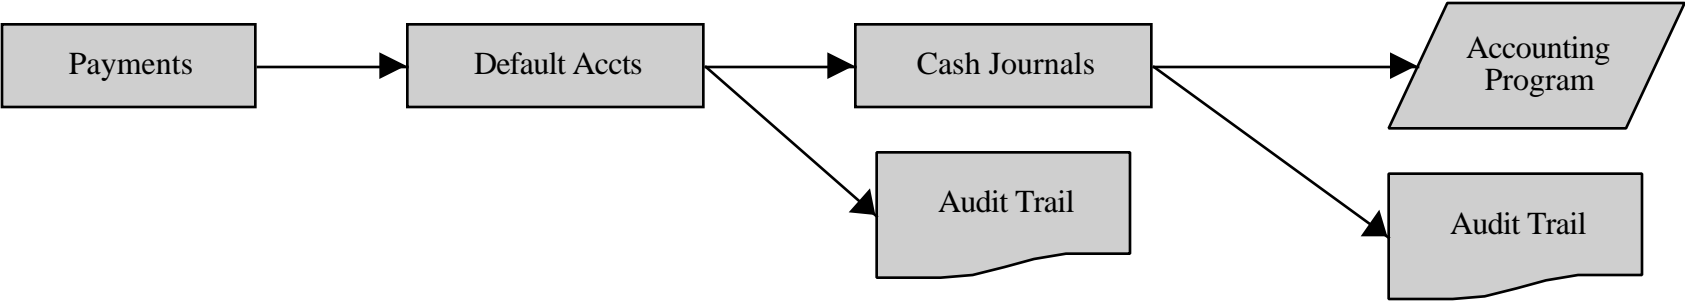 Payments
Default Accts
Cash Journals
Accounting
Program
Audit Trail
Audit Trail